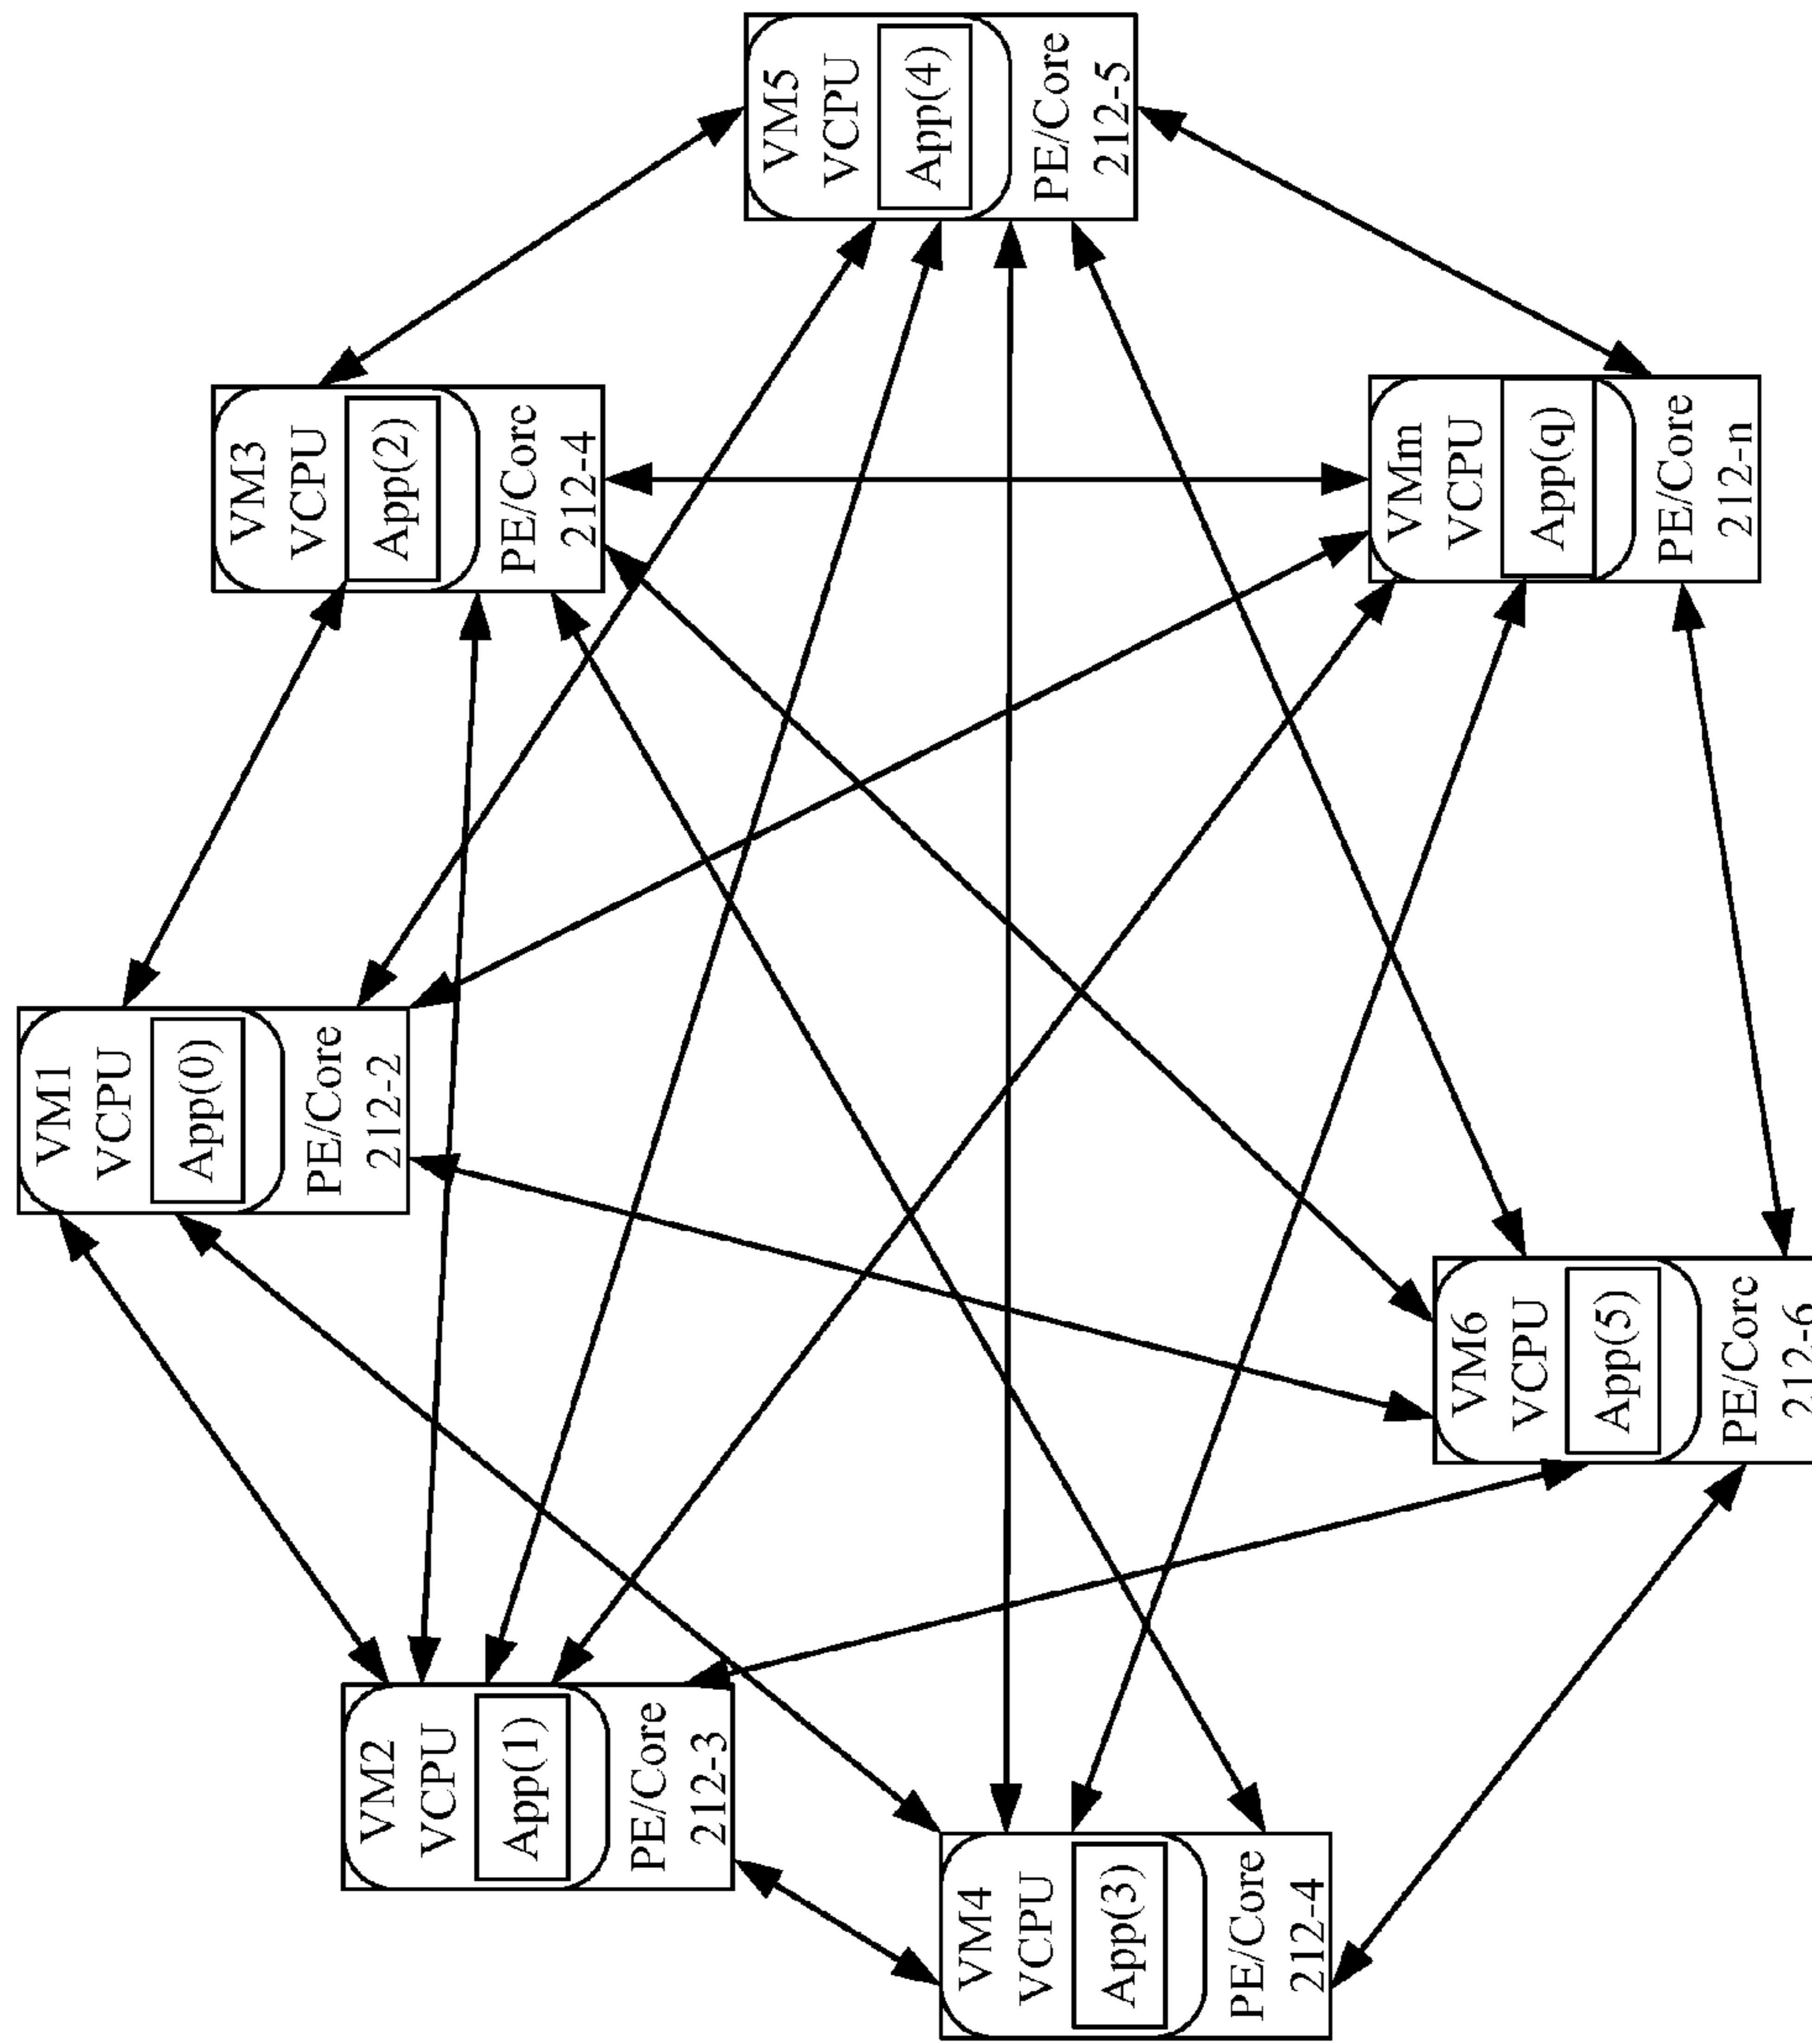 VM1
VCPU
App(0)
PE/Core
212-2
VM3
VCPU
App(2)
PE/Core
212-4
VM2
VCPU
App(1)
PE/Core
212-3
VM5
VCPU
App(4)
PE/Core
212-5
VM4
VCPU
App(3)
PE/Core
212-4
VMm
VCPU
App(q)
PE/Core
212-n
VM6
VCPU
App(5)
PE/Core
212-6